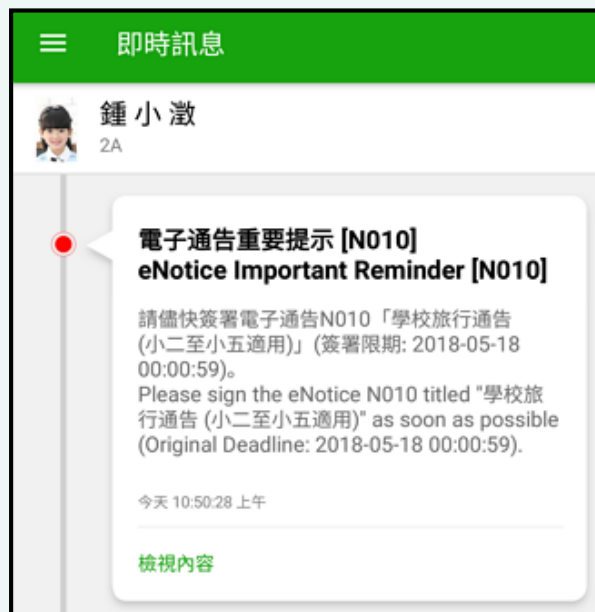 即時訊息
鍾小澂
2A
電子通告重要提示 [N010]
eNotice Important Reminder [N010]
請儘快簽署電子通告N010「學校旅行通告
(小二至小五適用)」(簽署限期: 2018-05-18
00:00:59)。
Please sign the eNotice N010 titled "學校旅
行通告 (小二至小五適用)" as soon as possible
(Original Deadline: 2018-05-18 00:00:59).
今天 10:50:28 上午
檢視內容